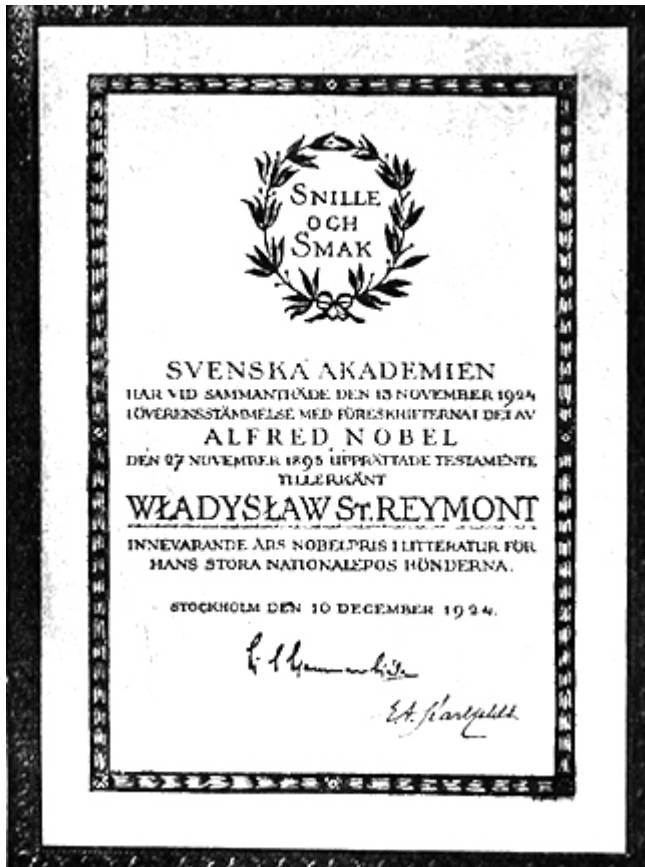 SNILLE
OCH
SMAK
SVENSKA AKADEMIEN
HAR VID SAMMANTRÄDE DEN 13 NOVEMBER 1924
I ÖVERENSSTÄMMELSE MED FÖRESKRIFTERNA I DET AV
ALFRED NOBEL
DEN 27 NOVEMBER 1895 UPPRÄTTADE TESTAMENTE
TILLERKÄNT
WŁADYSŁAW ST. REYMONT
INNEVARANDE ÅRS NOBELPRIS I LITTERATUR FÖR
HANS STORA NATIONALEPOS BÖNDERNA.
STOCKHOLM DEN 10 DECEMBER 1924.
E.A. Karlfeldt